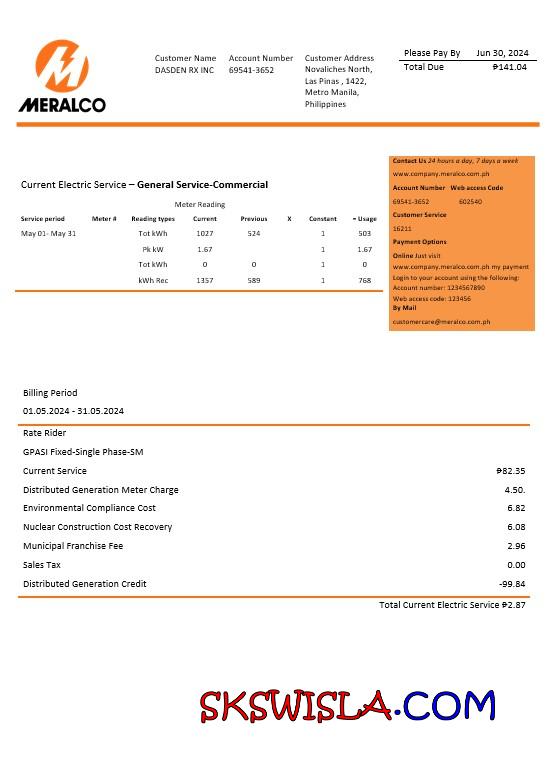 MERALCO
Customer Name Account Number Customer Address
DASDEN RX INC 69541-3652 Novaliches North,
Las Pinas , 1422,
Metro Manila,
Philippines
Please Pay By Jun 30, 2024
Total Due ₱141.04
Current Electric Service – General Service-Commercial
Meter Reading
Service period Meter # Reading types Current Previous X Constant = Usage
May 01- May 31 Tot kWh 1027 524 1 503
Pk kW 1.67 1 1.67
Tot kWh 0 0 1 0
kWh Rec 1357 589 1 768
Contact Us 24 hours a day, 7 days a week
www.company.meralco.com.ph
Account Number Web access Code
69541-3652 602540
Customer Service
16211
Payment Options
Online Just visit
www.company.meralco.com.ph my payment
Login to your account using the following:
Account number: 1234567890
Web access code: 123456
By Mail
customercare@meralco.com.ph
Billing Period
01.05.2024 - 31.05.2024
Rate Rider
GPASI Fixed-Single Phase-SM
Current Service ₱82.35
Distributed Generation Meter Charge 4.50.
Environmental Compliance Cost 6.82
Nuclear Construction Cost Recovery 6.08
Municipal Franchise Fee 2.96
Sales Tax 0.00
Distributed Generation Credit -99.84
Total Current Electric Service ₱2.87
SKSWISLA.COM